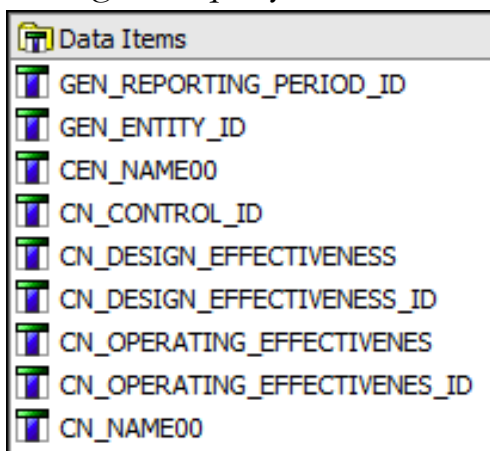 Data Items
GEN_REPORTING_PERIOD_ID
GEN_ENTITY_ID
CEN_NAME00
CN_CONTROL_ID
CN_DESIGN_EFFECTIVENESS
CN_DESIGN_EFFECTIVENESS_ID
CN_OPERATING_EFFECTIVENES
CN_OPERATING_EFFECTIVENES_ID
CN_NAME00